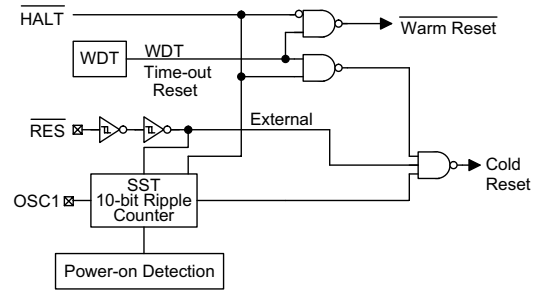 HALT
Warm Reset
WDT
WDT
Time-out
Reset
RES
External
Cold
Reset
OSC1
SST
10-bit Ripple
Counter
Power-on Detection